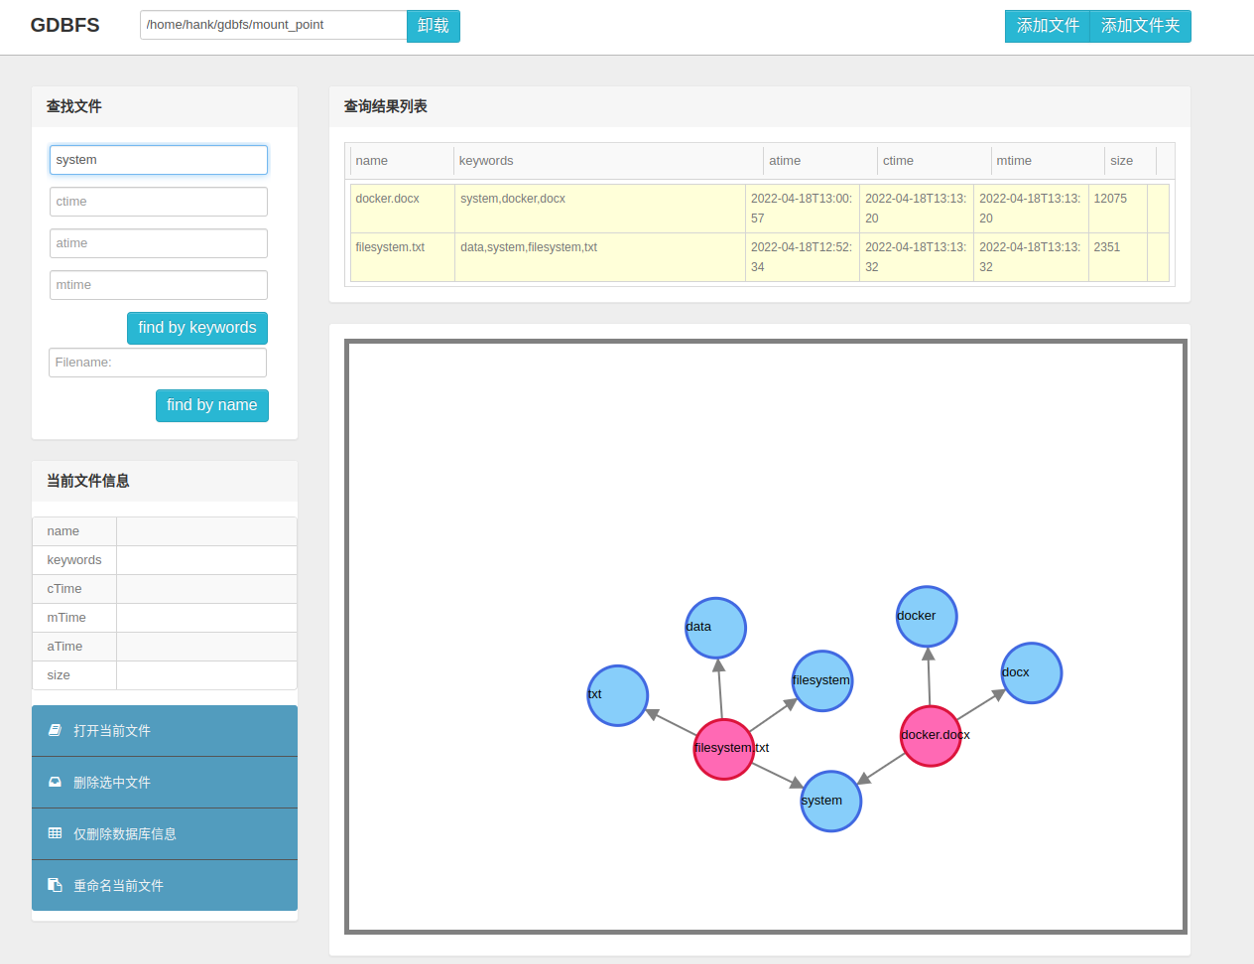 GDBFS
/home/hank/gdbfs/mount_point
卸载
添加文件
添加文件夹
查找文件
system
ctime
atime
mtime
find by keywords
Filename:
find by name
当前文件信息
name
keywords
cTime
mTime
aTime
size
打开当前文件
删除选中文件
仅删除数据库信息
重命名当前文件
查询结果列表
name keywords atime ctime mtime size
docker.docx system,docker,docx 2022-04-18T13:00:57 2022-04-18T13:13:20 2022-04-18T13:13:20 12075
filesystem.txt data,system,filesystem,txt 2022-04-18T12:52:34 2022-04-18T13:13:32 2022-04-18T13:13:32 2351
docker
data
docx
filesystem
txt
docker.docx
filesystem.txt
system